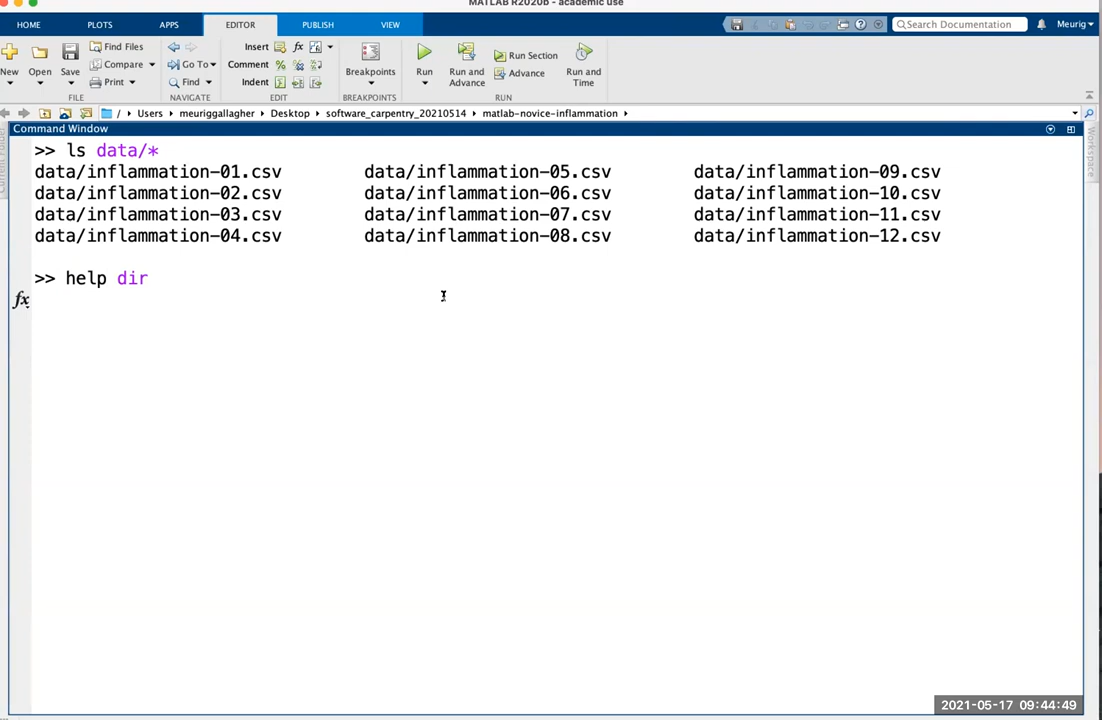 MATLAB R2020b - academic use
HOME PLOTS APPS EDITOR PUBLISH VIEW Search Documentation Meurig
New Open Save Find Files Compare Print
Go To Find
Insert fx
Comment %
Indent
Breakpoints
Run Run and Advance Run Section Advance Run and Time
FILE NAVIGATE EDIT BREAKPOINTS RUN
/ Users meuriggallagher Desktop software_carpentry_20210514 matlab-novice-inflammation
Command Window
Current Folder
Workspace
>> ls data/*
data/inflammation-01.csv data/inflammation-05.csv data/inflammation-09.csv
data/inflammation-02.csv data/inflammation-06.csv data/inflammation-10.csv
data/inflammation-03.csv data/inflammation-07.csv data/inflammation-11.csv
data/inflammation-04.csv data/inflammation-08.csv data/inflammation-12.csv
>> help dir
fx
2021-05-17 09:44:49